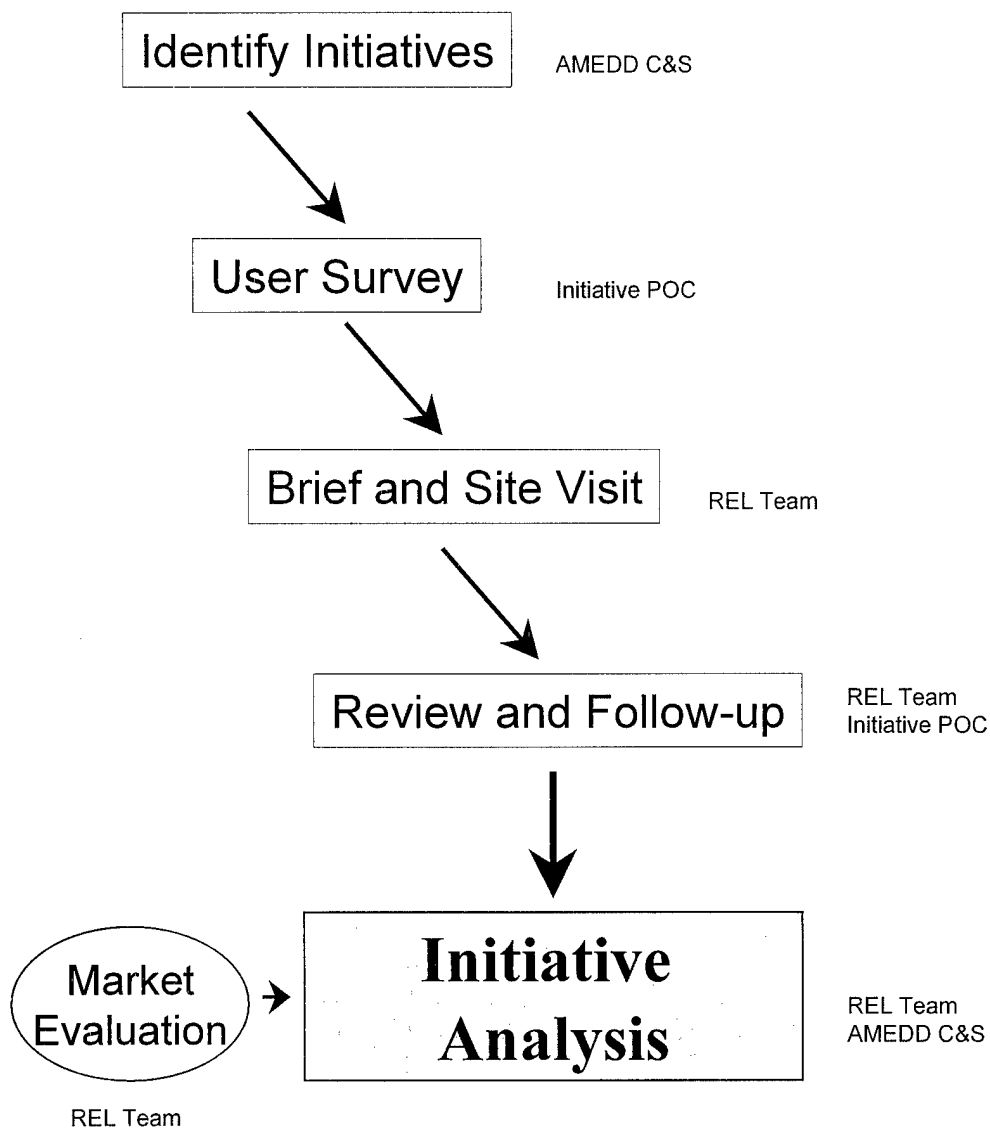 Identify Initiatives
AMEDD C&S
User Survey
Initiative POC
Brief and Site Visit
REL Team
Review and Follow-up
REL Team
Initiative POC
Market
Evaluation
REL Team
Initiative
Analysis
REL Team
AMEDD C&S